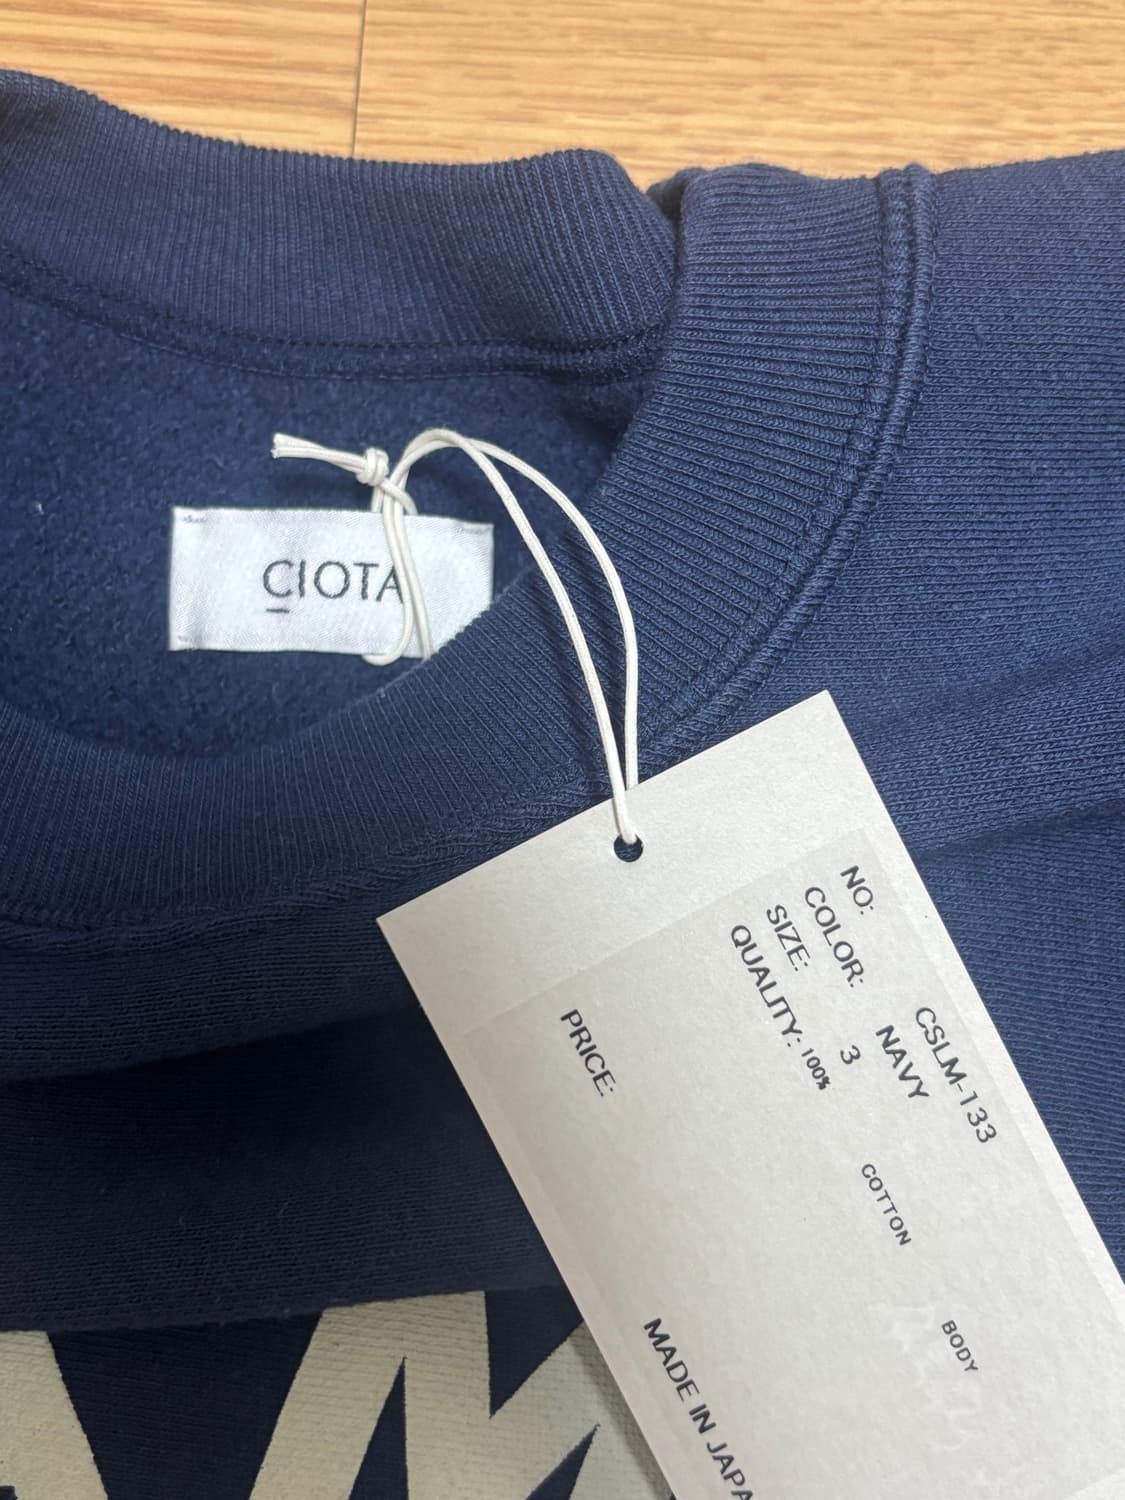 CIOTA
NO: CSLM-133
COLOR: NAVY
SIZE: 3
QUALITY: 100% COTTON BODY
PRICE:
MADE IN JAPA